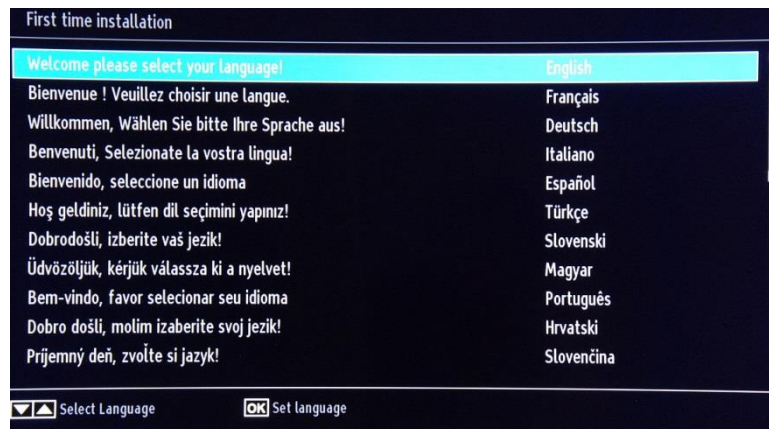 First time installation
Welcome please select your language! English
Bienvenue ! Veuillez choisir une langue. Français
Willkommen, Wählen Sie bitte Ihre Sprache aus! Deutsch
Benvenuti, Selezionate la vostra lingua! Italiano
Bienvenido, seleccione un idioma Español
Hoş geldiniz, lütfen dil seçimini yapınız! Türkçe
Dobrodošli, izberite vaš jezik! Slovenski
Üdvözöljük, kérjük válassza ki a nyelvet! Magyar
Bem-vindo, favor selecionar seu idioma Português
Dobro došli, molim izaberite svoj jezik! Hrvatski
Príjemný deň, zvoľte si jazyk! Slovenčina
Select Language OK Set language